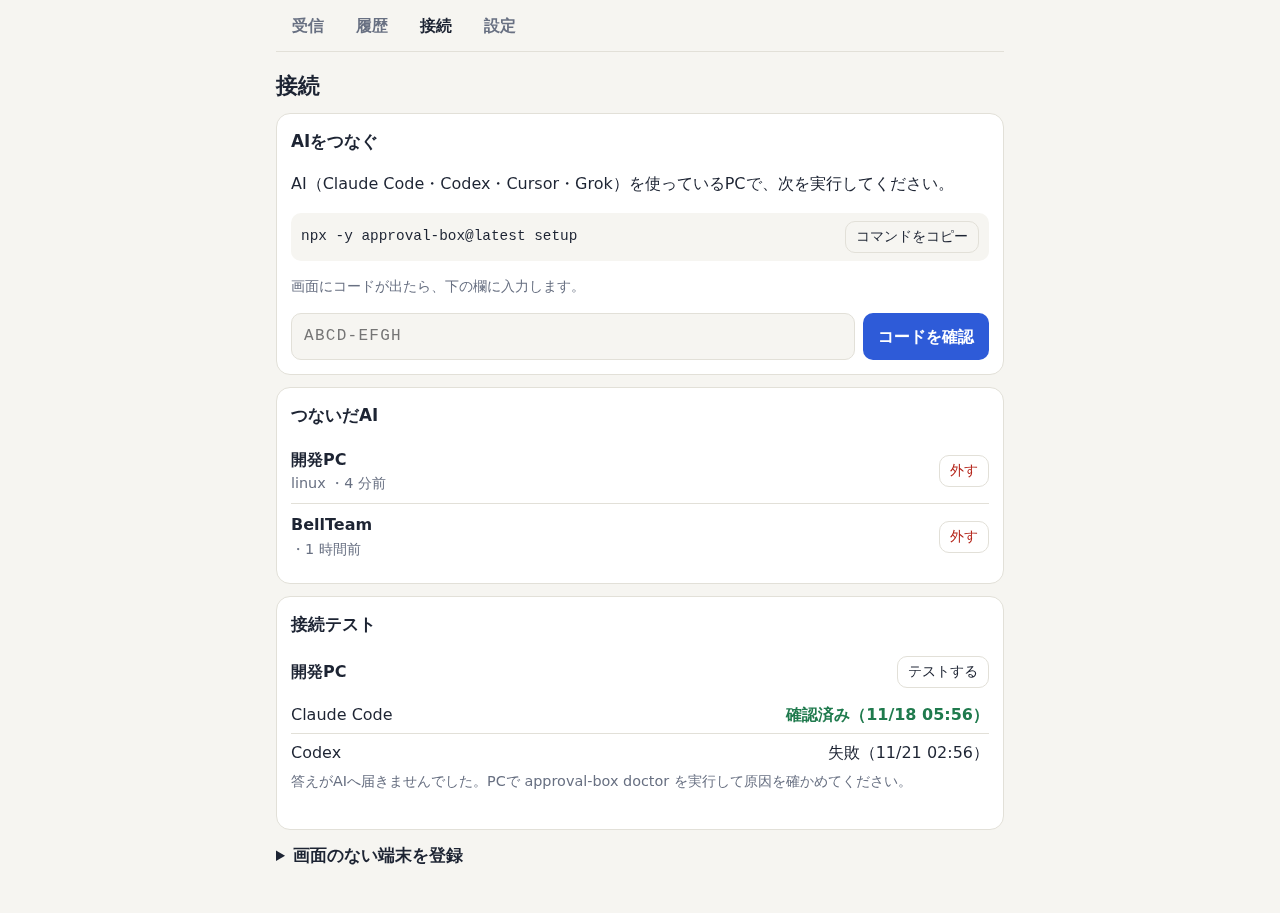 受信 履歴 接続 設定
接続
AIをつなぐ
AI（Claude Code・Codex・Cursor・Grok）を使っているPCで、次を実行してください。
npx -y approval-box@latest setup コマンドをコピー
画面にコードが出たら、下の欄に入力します。
ABCD-EFGH コードを確認
つないだAI
開発PC
linux ・4 分前 外す
BellTeam
・1 時間前 外す
接続テスト
開発PC テストする
Claude Code 確認済み（11/18 05:56）
Codex 失敗（11/21 02:56）
答えがAIへ届きませんでした。PCで approval-box doctor を実行して原因を確かめてください。
▶ 画面のない端末を登録